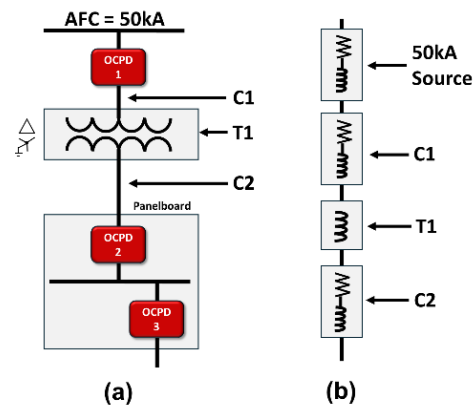 AFC = 50kA
OCPD
1
C1
T1
C2
Panelboard
OCPD
2
OCPD
3
(a)
50kA
Source
C1
T1
C2
(b)